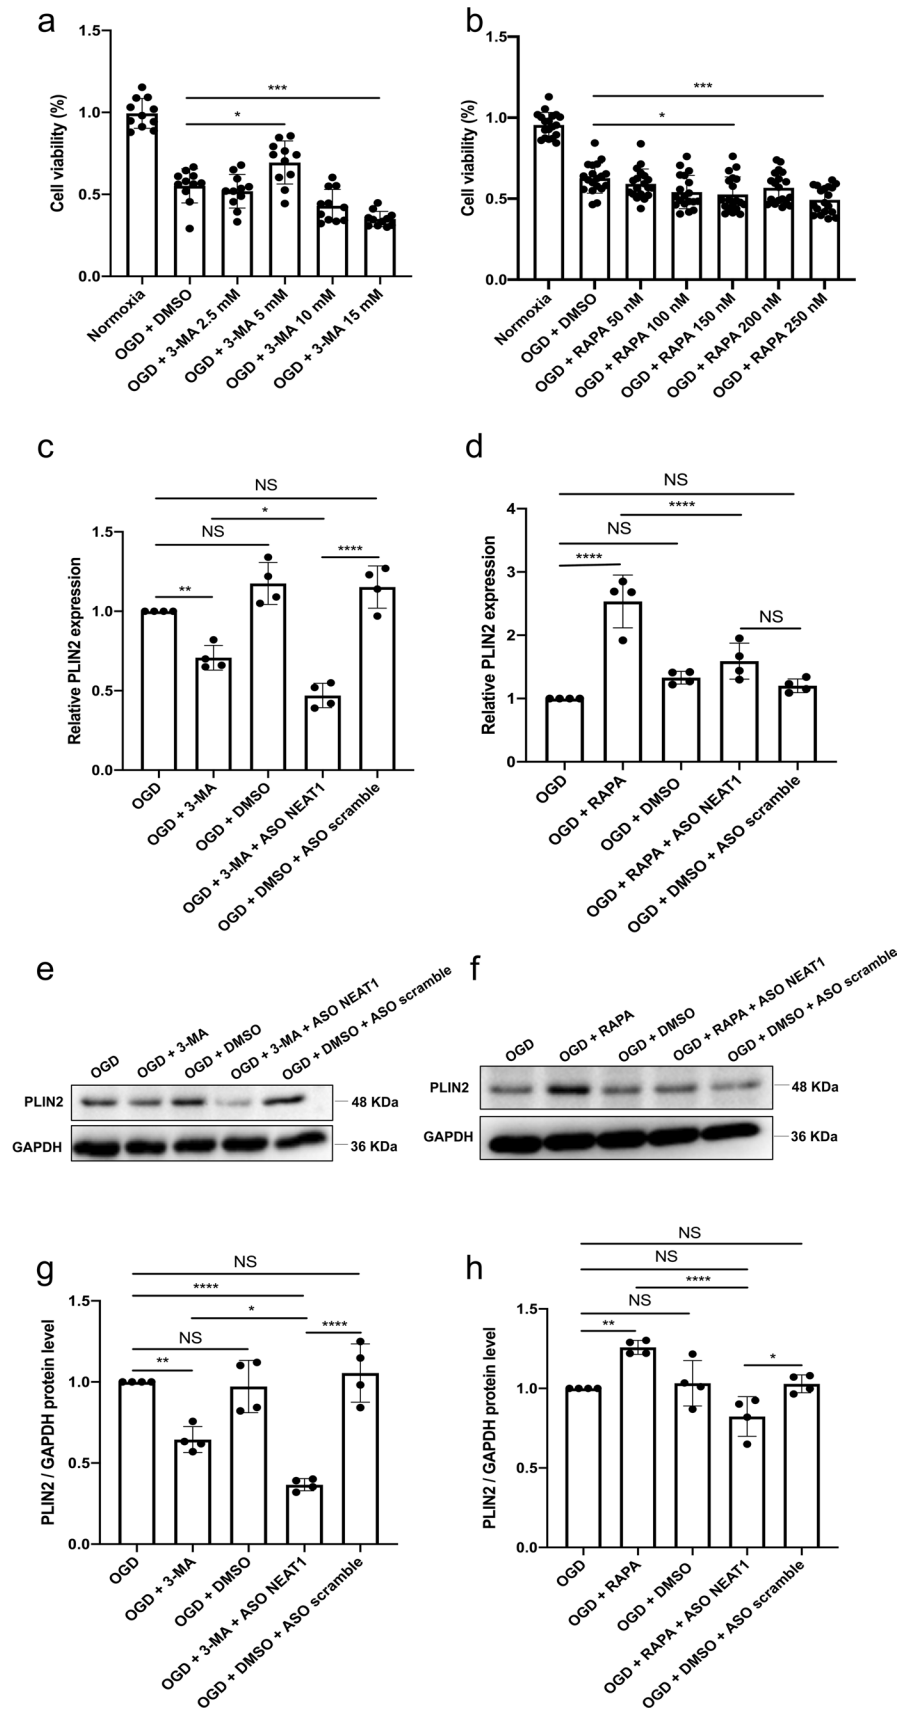 a
Cell viability (%)
1.5
1.0
0.5
0.0
***
*
Normoxia
OGD + DMSO
OGD + 3-MA 2.5 mM
OGD + 3-MA 5 mM
OGD + 3-MA 10 mM
OGD + 3-MA 15 mM
b
Cell viability (%)
1.5
1.0
0.5
0.0
***
*
Normoxia
OGD + DMSO
OGD + RAPA 50 nM
OGD + RAPA 100 nM
OGD + RAPA 150 nM
OGD + RAPA 200 nM
OGD + RAPA 250 nM
c
Relative PLIN2 expression
1.5
1.0
0.5
0.0
NS
*
NS
****
**
OGD
OGD + 3-MA
OGD + DMSO
OGD + 3-MA + ASO NEAT1
OGD + DMSO + ASO scramble
d
Relative PLIN2 expression
4
3
2
1
0
NS
****
NS
****
NS
OGD
OGD + RAPA
OGD + DMSO
OGD + RAPA + ASO NEAT1
OGD + DMSO + ASO scramble
e
OGD
OGD + 3-MA
OGD + DMSO
OGD + 3-MA + ASO NEAT1
OGD + DMSO + ASO scramble
PLIN2
48 KDa
GAPDH
36 KDa
f
OGD
OGD + RAPA
OGD + DMSO
OGD + RAPA + ASO NEAT1
OGD + DMSO + ASO scramble
PLIN2
48 KDa
GAPDH
36 KDa
g
PLIN2 / GAPDH protein level
1.5
1.0
0.5
0.0
NS
****
*
****
NS
**
OGD
OGD + 3-MA
OGD + DMSO
OGD + 3-MA + ASO NEAT1
OGD + DMSO + ASO scramble
h
PLIN2 / GAPDH protein level
1.5
1.0
0.5
0.0
NS
NS
****
NS
**
*
OGD
OGD + RAPA
OGD + DMSO
OGD + RAPA + ASO NEAT1
OGD + DMSO + ASO scramble